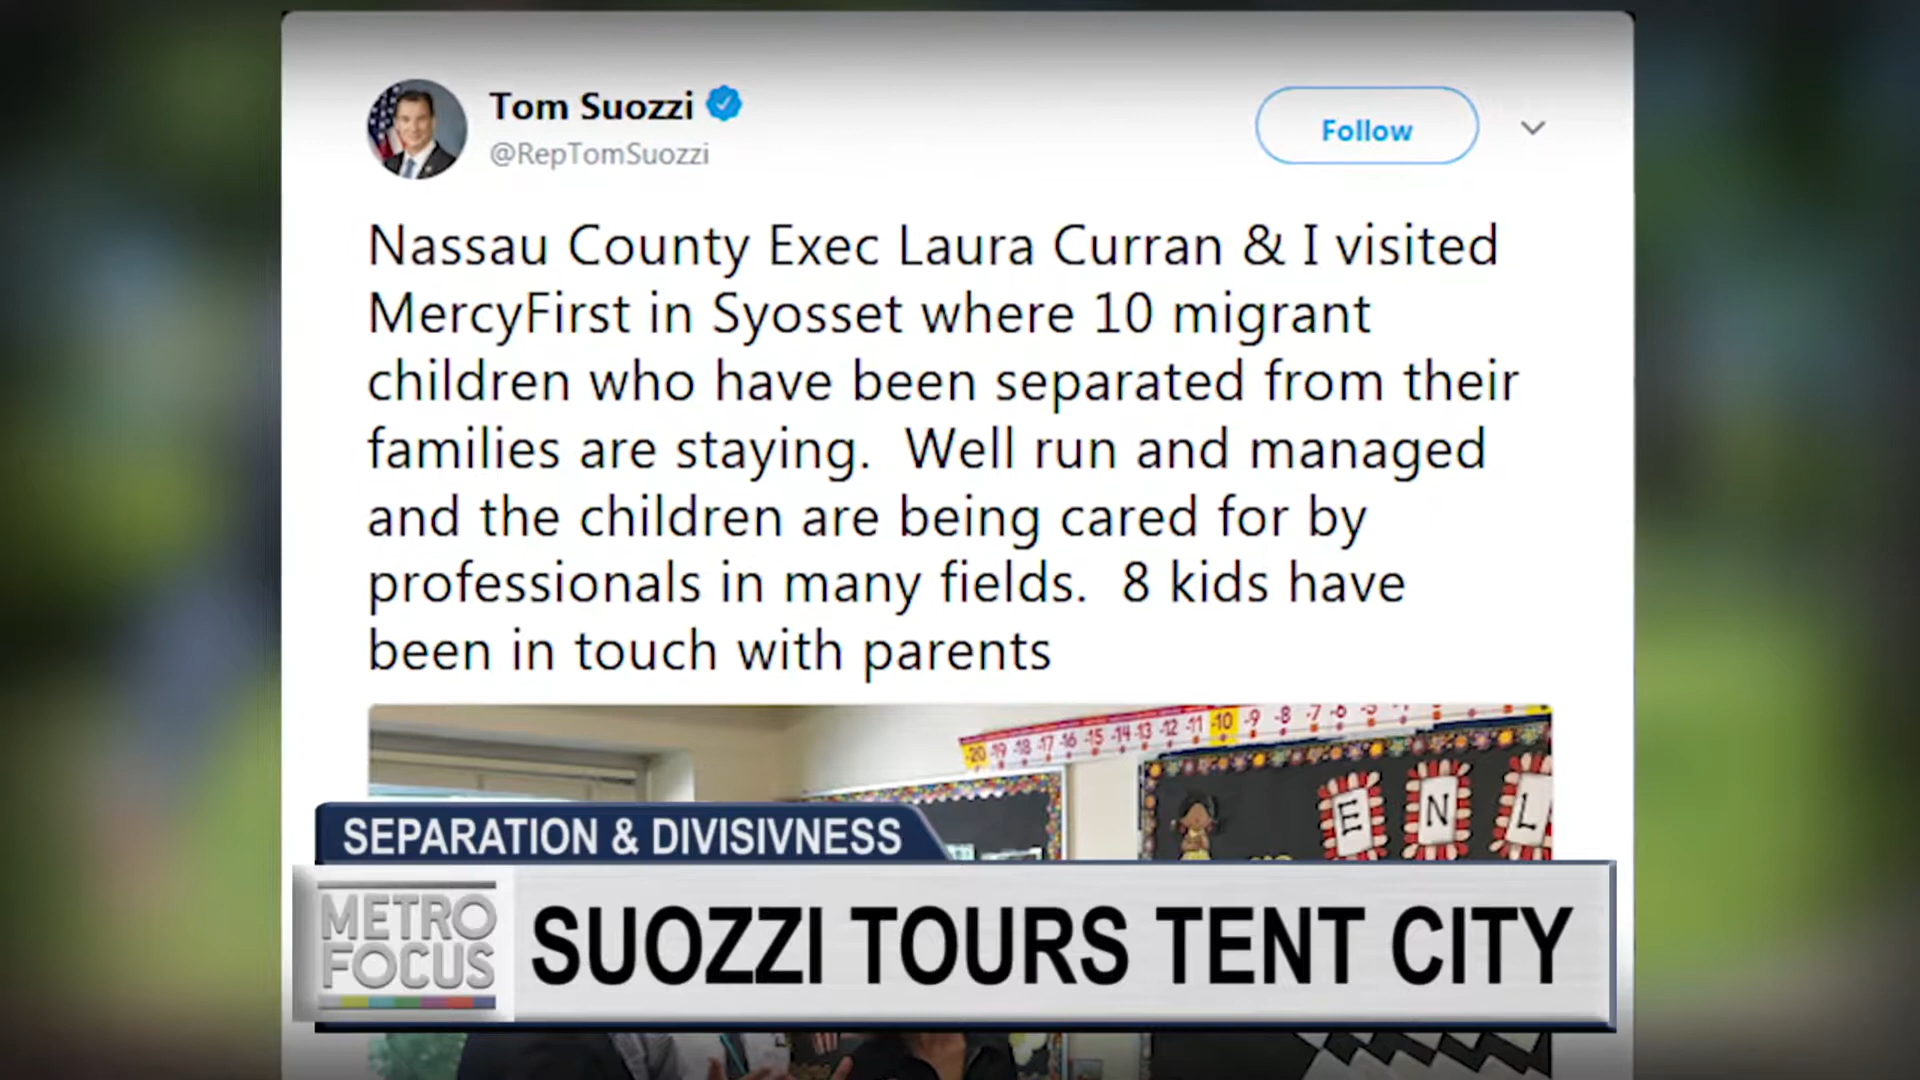 Tom Suozzi
@RepTomSuozzi
Follow
Nassau County Exec Laura Curran & I visited
MercyFirst in Syosset where 10 migrant
children who have been separated from their
families are staying.  Well run and managed
and the children are being cared for by
professionals in many fields.  8 kids have
been in touch with parents
-20 -19 -18 -17 -16 -15 -14 -13 -12 -11 -10 -9 -8 -7 -6
E N L
SEPARATION & DIVISIVNESS
METRO
FOCUS
SUOZZI TOURS TENT CITY